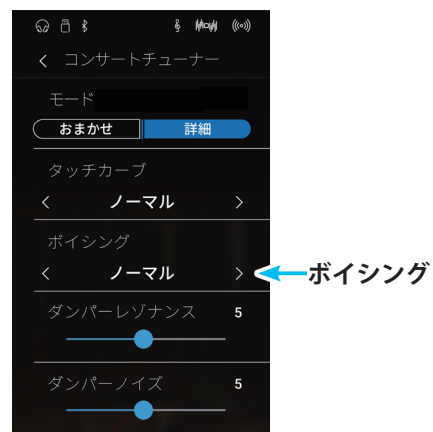 コンサートチューナー
モード
おまかせ 詳細
タッチカーブ
ノーマル
ボイシング
ノーマル
ボイシング
ダンパーレゾナンス 5
ダンパーノイズ 5